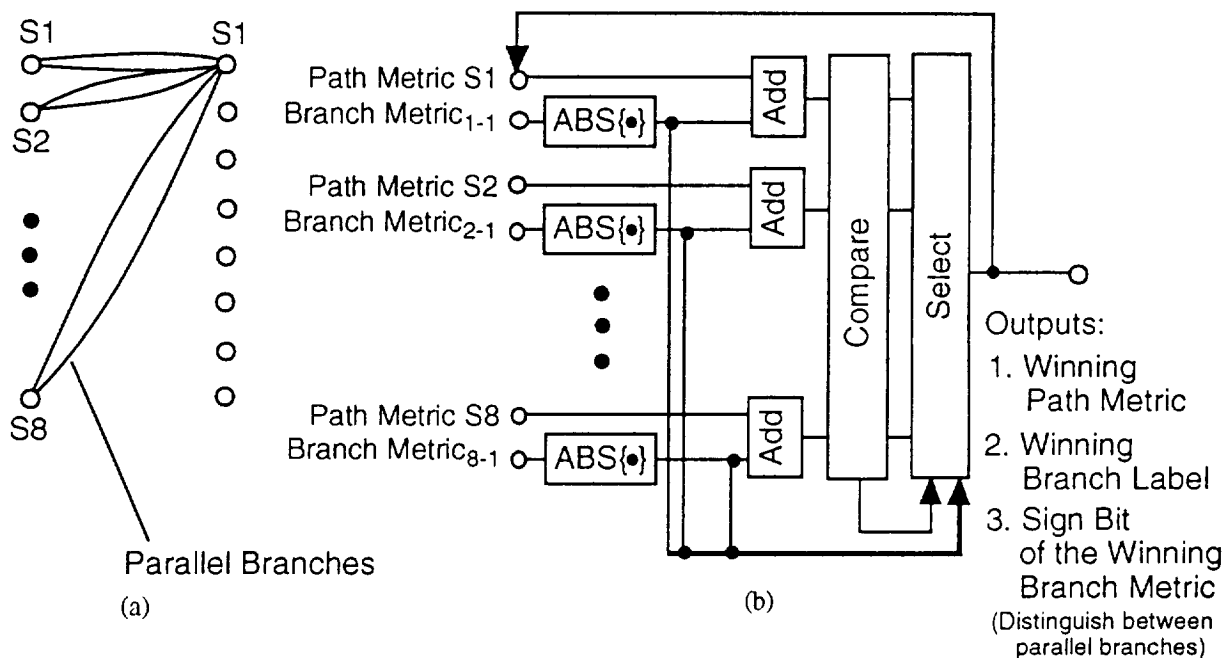 S1
S1
S2
S8
Parallel Branches
(a)
Path Metric S1
Branch Metric1-1
ABS{•}
Add
Path Metric S2
Branch Metric2-1
ABS{•}
Add
Path Metric S8
Branch Metric8-1
ABS{•}
Add
Compare
Select
(b)
Outputs:
1. Winning
Path Metric
2. Winning
Branch Label
3. Sign Bit
of the Winning
Branch Metric
(Distinguish between
parallel branches)